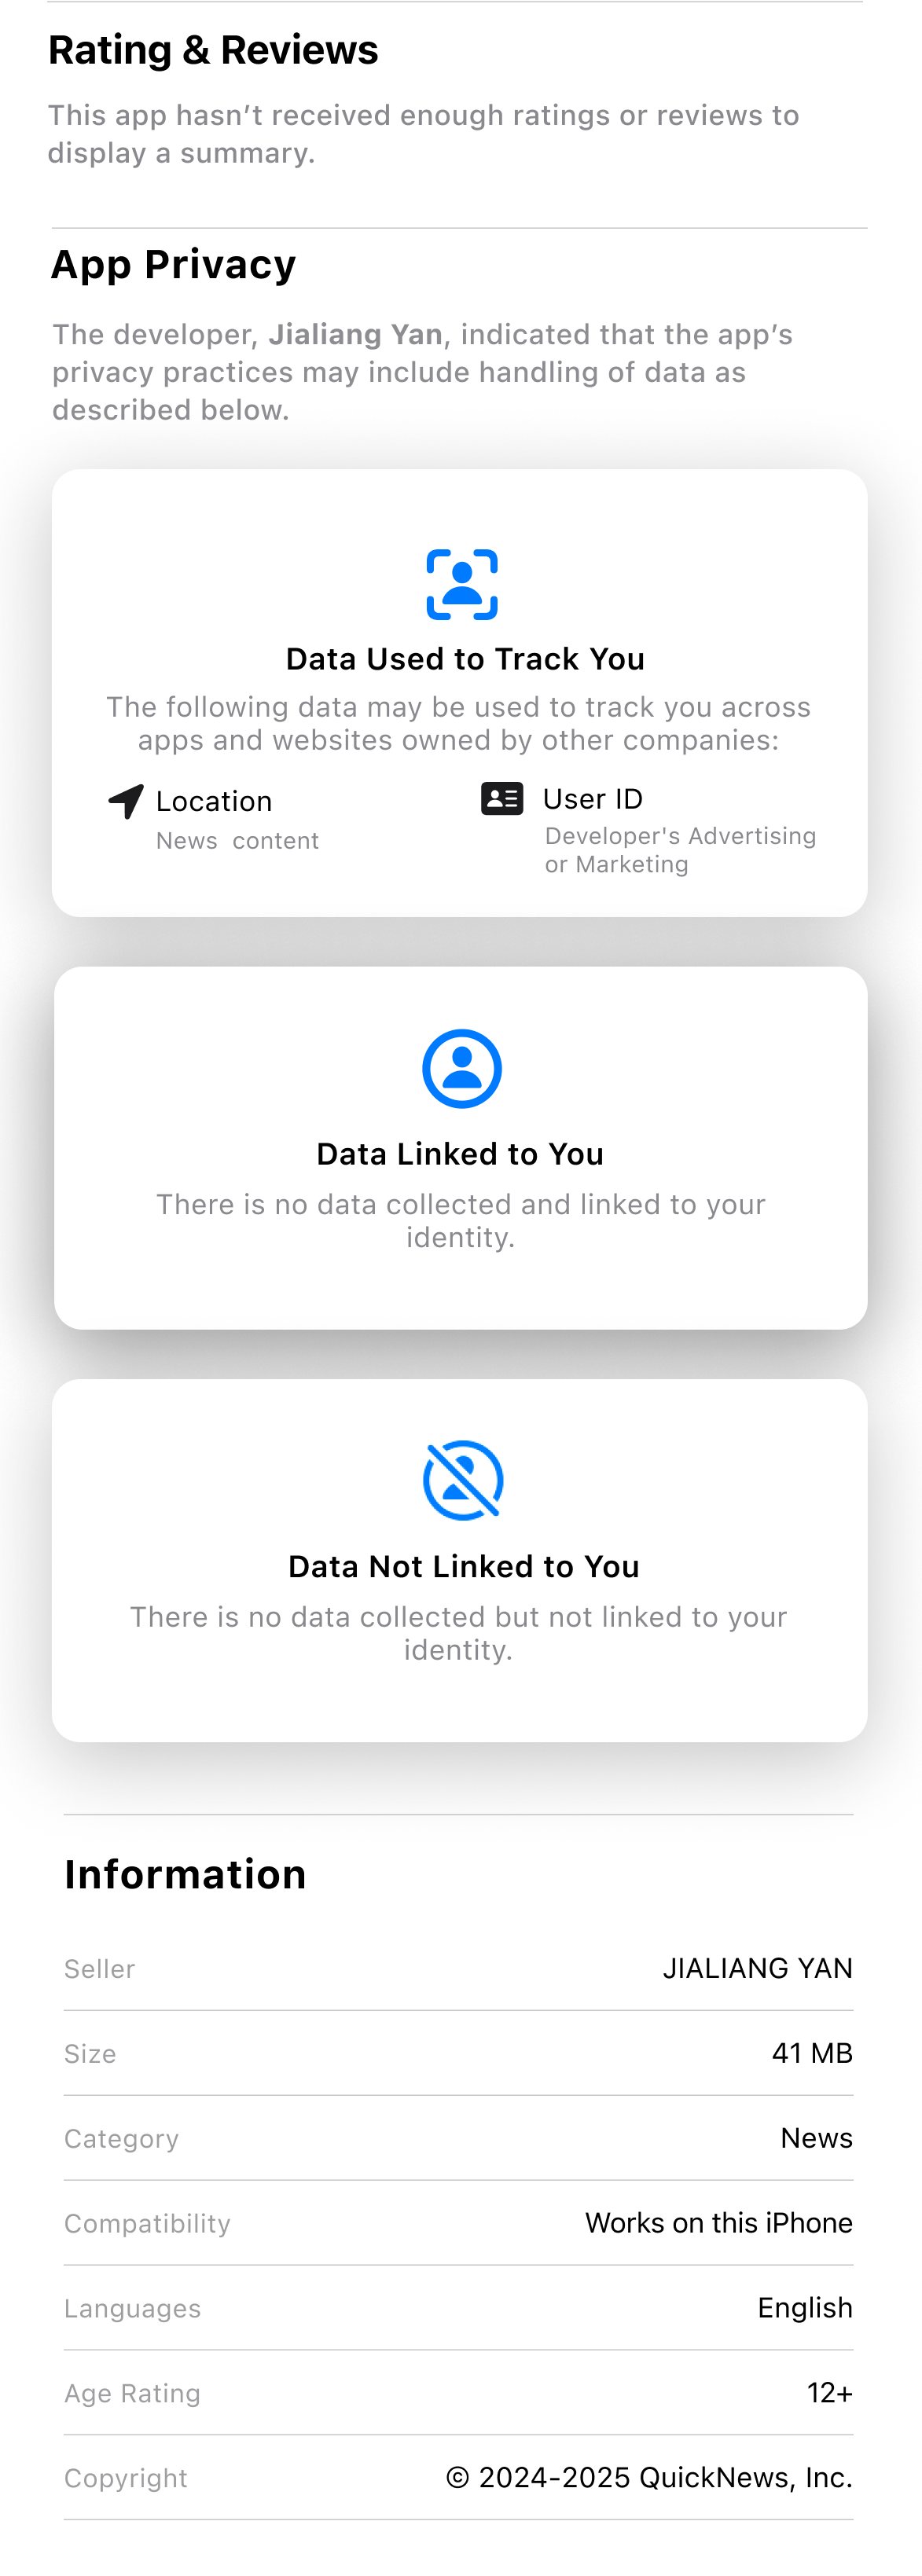 Rating & Reviews
This app hasn’t received enough ratings or reviews to
display a summary.
App Privacy
The developer, Jialiang Yan, indicated that the app’s
privacy practices may include handling of data as
described below.
Data Used to Track You
The following data may be used to track you across
apps and websites owned by other companies:
Location
News content
User ID
Developer's Advertising
or Marketing
Data Linked to You
There is no data collected and linked to your
identity.
Data Not Linked to You
There is no data collected but not linked to your
identity.
Information
Seller JIALIANG YAN
Size 41 MB
Category News
Compatibility Works on this iPhone
Languages English
Age Rating 12+
Copyright © 2024-2025 QuickNews, Inc.